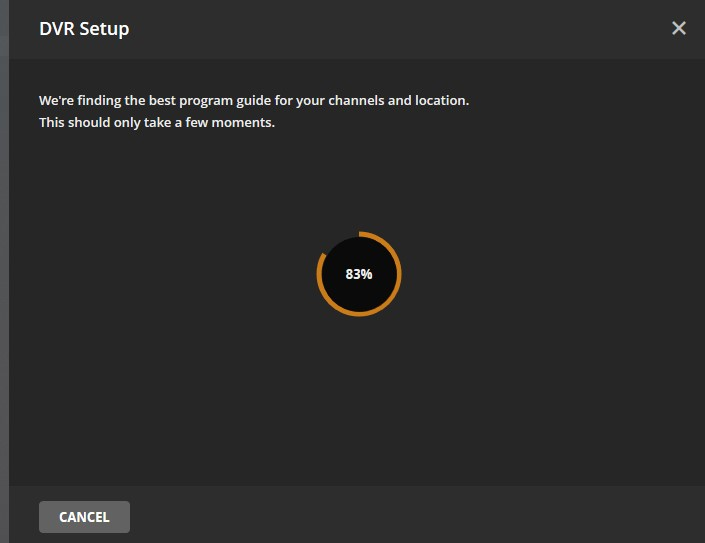 DVR Setup
We're finding the best program guide for your channels and location.
This should only take a few moments.
83%
CANCEL